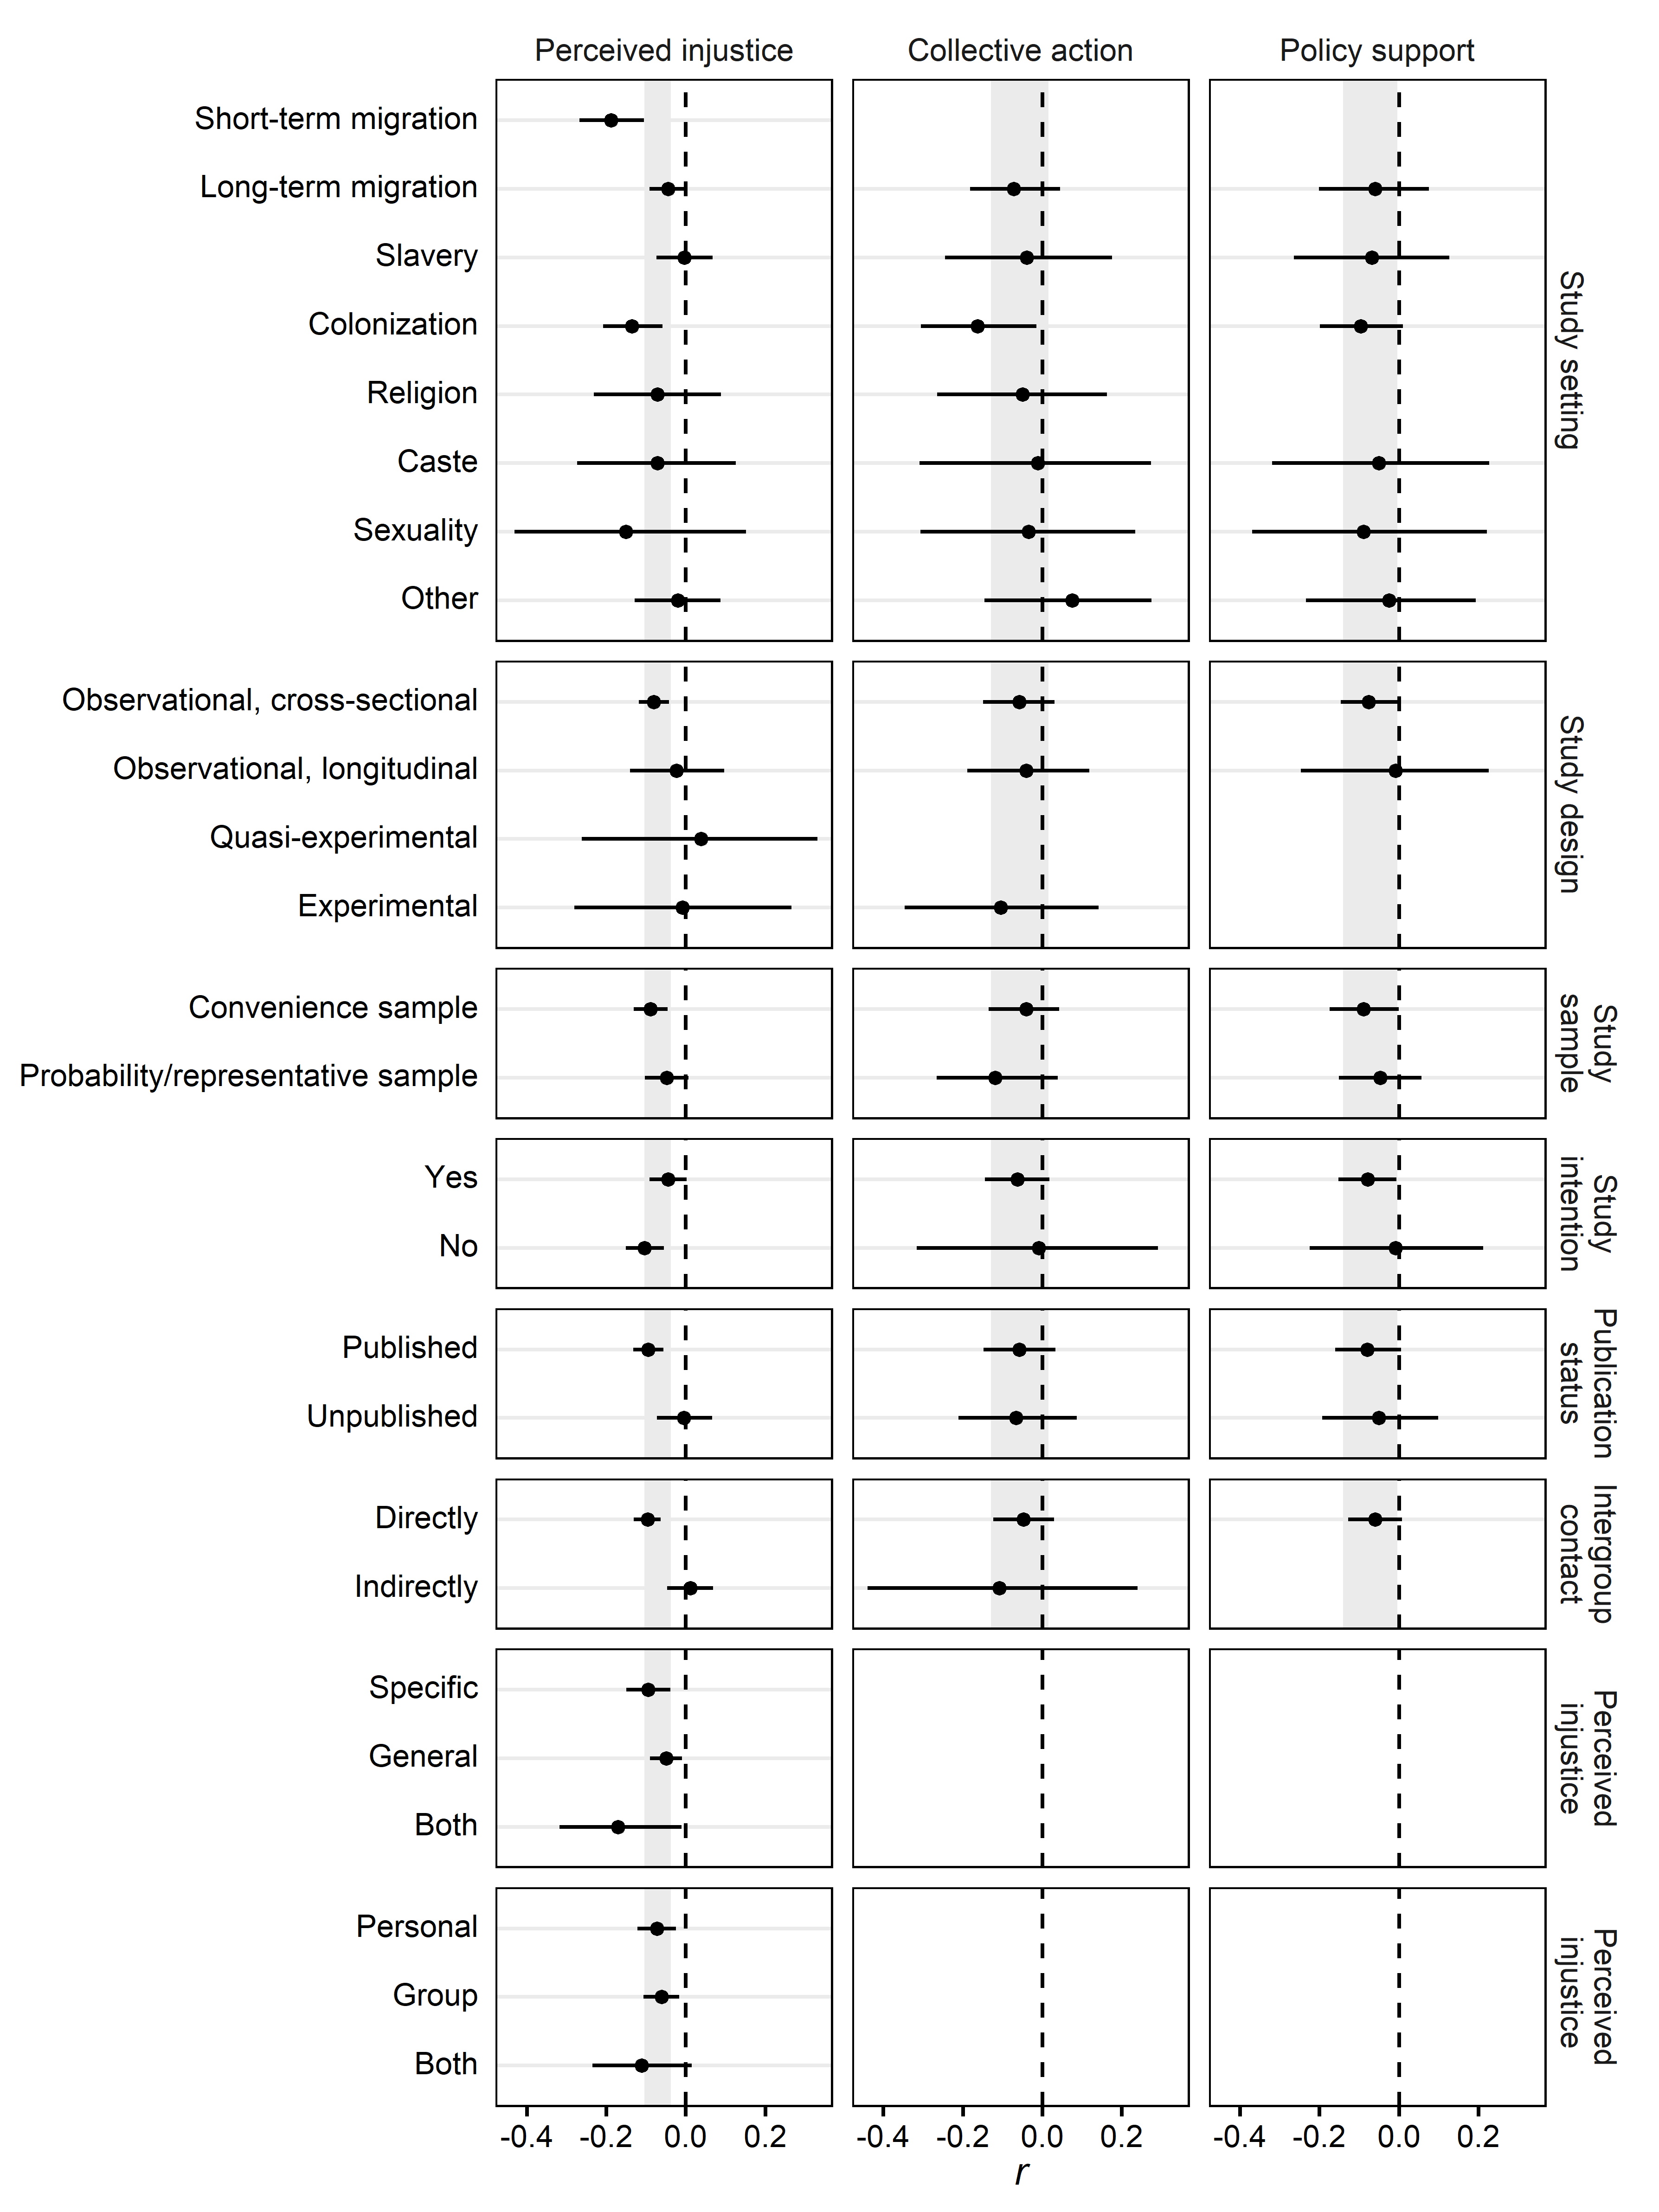 Perceived injustice
Collective action
Policy support
Short-term migration
Long-term migration
Slavery
Colonization
Religion
Caste
Sexuality
Other
Study setting
Observational, cross-sectional
Observational, longitudinal
Quasi-experimental
Experimental
Study design
Convenience sample
Probability/representative sample
Study
sample
Yes
No
Study
intention
Published
Unpublished
Publication
status
Directly
Indirectly
Intergroup
contact
Specific
General
Both
Perceived
injustice
Personal
Group
Both
Perceived
injustice
-0.4 -0.2 0.0 0.2
-0.4 -0.2 0.0 0.2
-0.4 -0.2 0.0 0.2
r